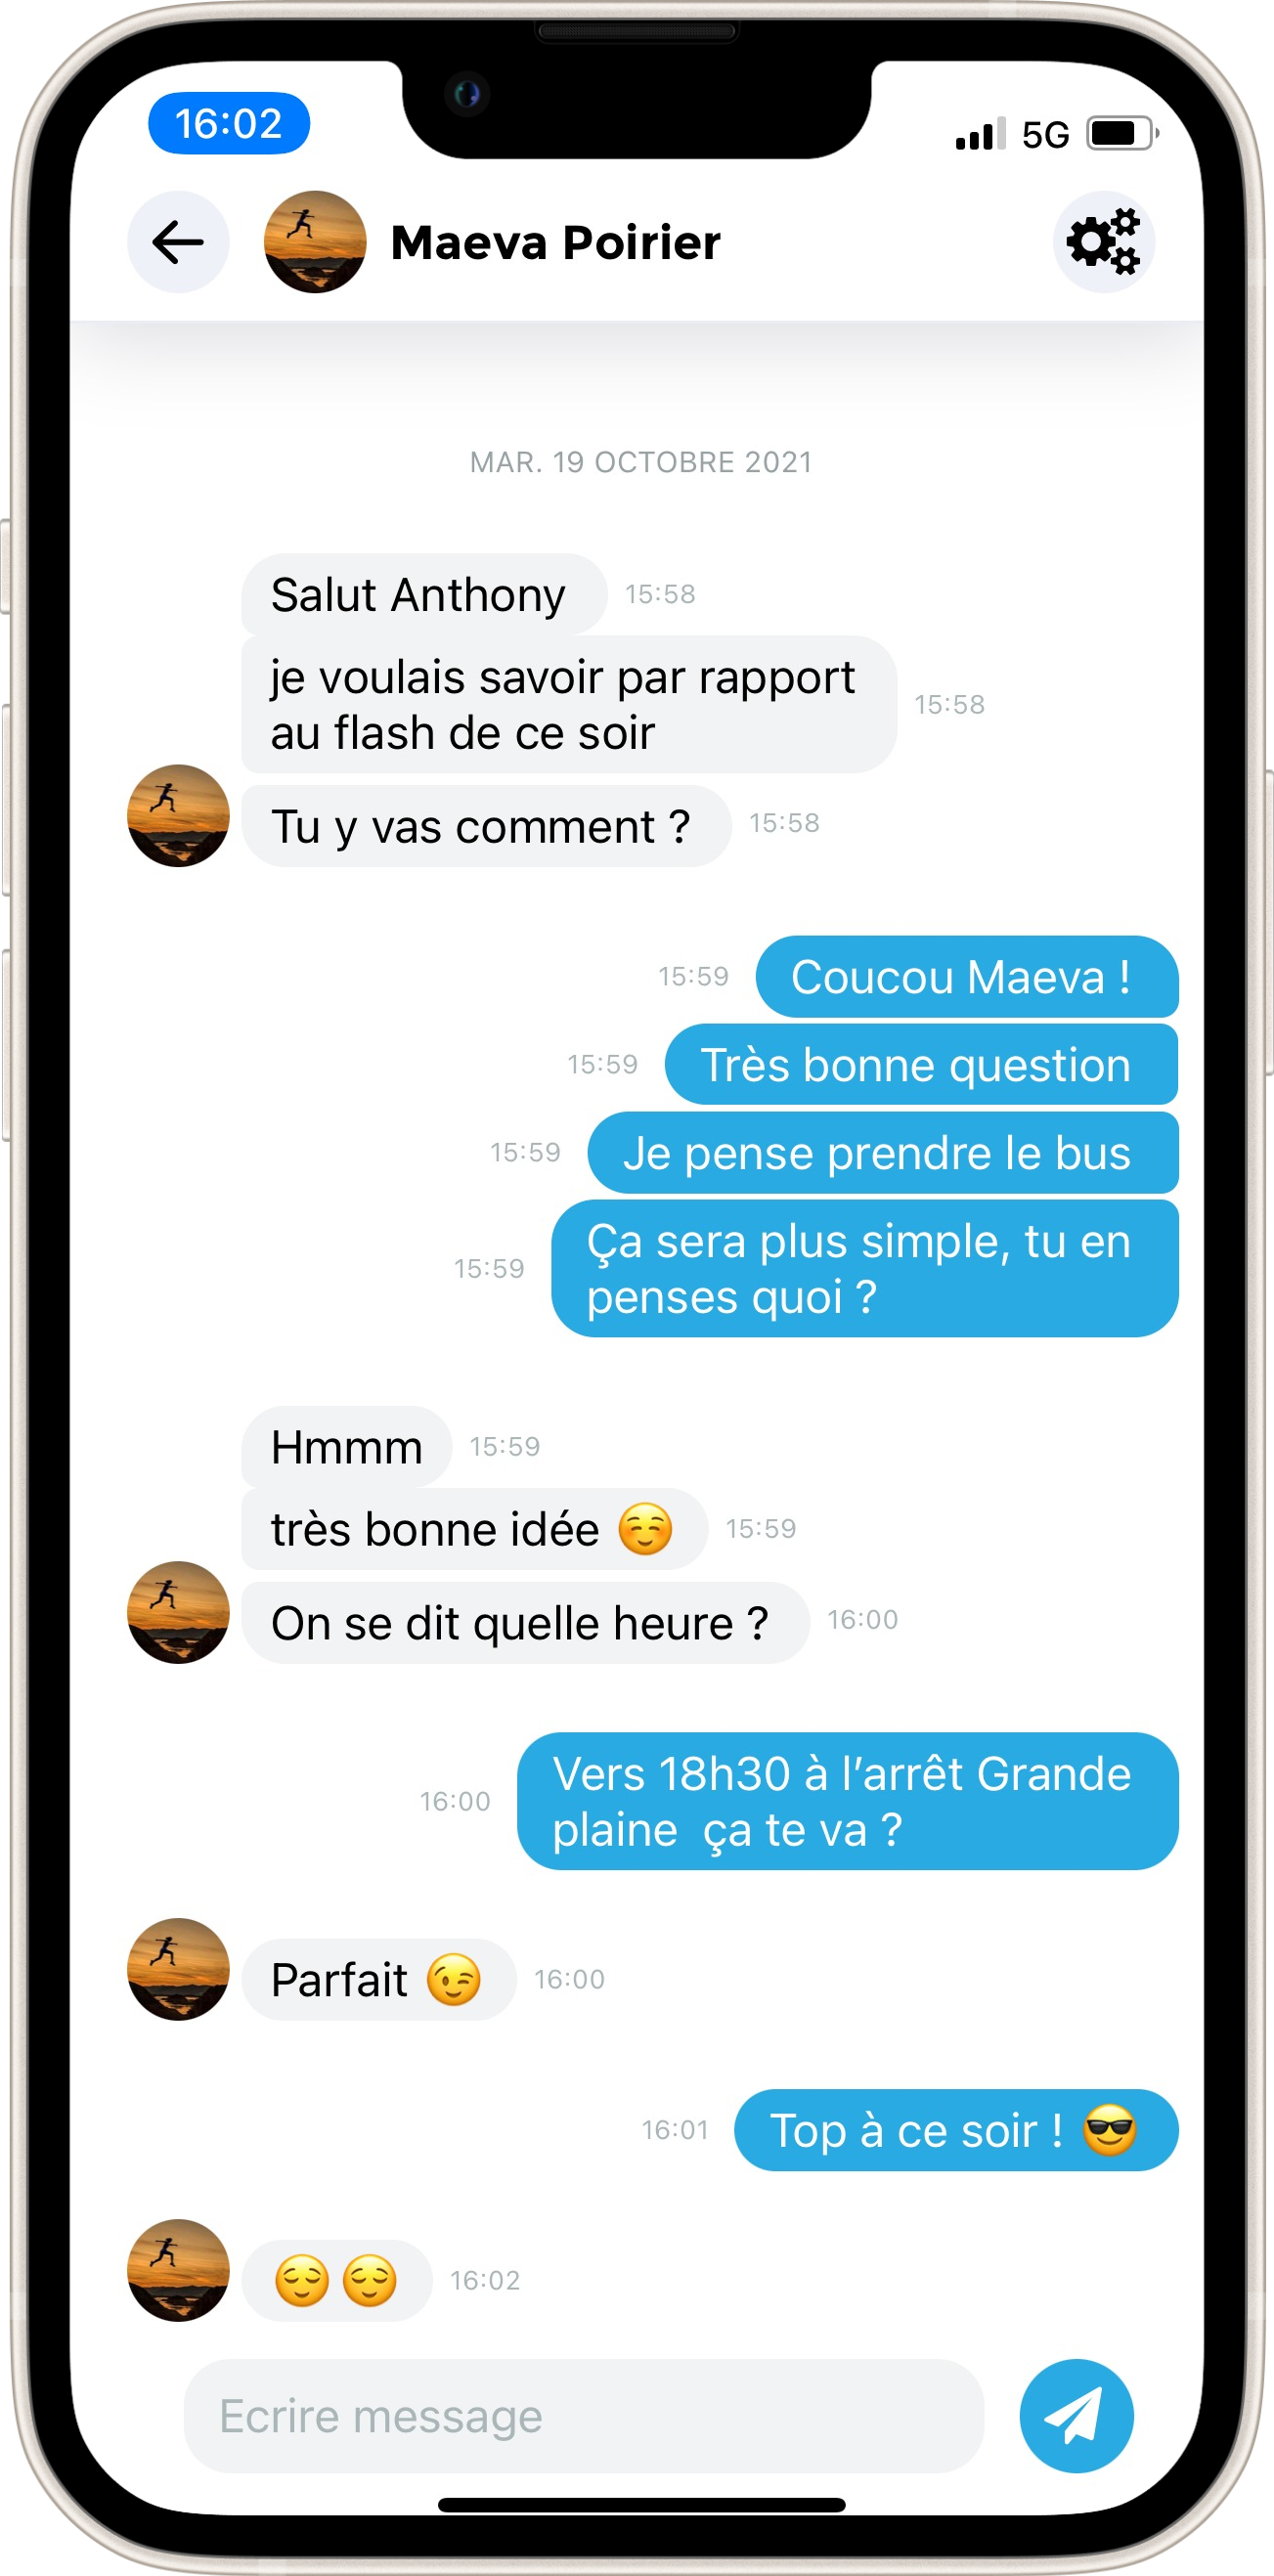 16:02
5G
Maeva Poirier
MAR. 19 OCTOBRE 2021
Salut Anthony 15:58
je voulais savoir par rapport
au flash de ce soir 15:58
Tu y vas comment ? 15:58
15:59 Coucou Maeva !
15:59 Très bonne question
15:59 Je pense prendre le bus
15:59 Ça sera plus simple, tu en
penses quoi ?
Hmmm 15:59
très bonne idée ☺️ 15:59
On se dit quelle heure ? 16:00
16:00 Vers 18h30 à l’arrêt Grande
plaine  ça te va ?
Parfait 😉 16:00
16:01 Top à ce soir ! 😎
😌😌 16:02
Ecrire message